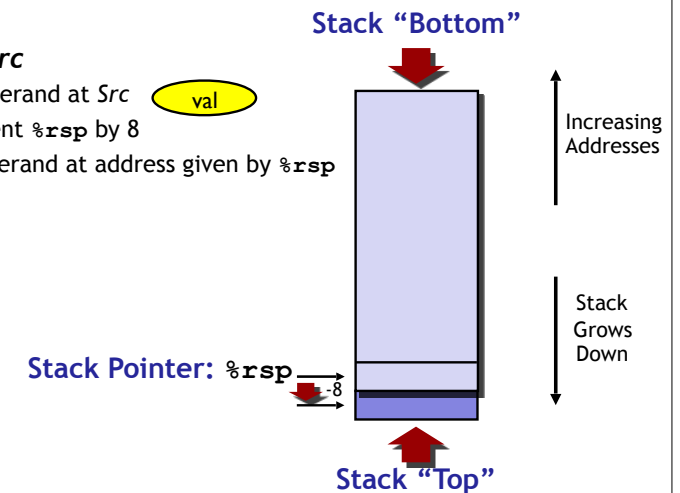 Stack “Bottom”
rc
erand at Src
val
ent %rsp by 8
erand at address given by %rsp
Increasing
Addresses
Stack
Grows
Down
Stack Pointer: %rsp
-8
Stack “Top”